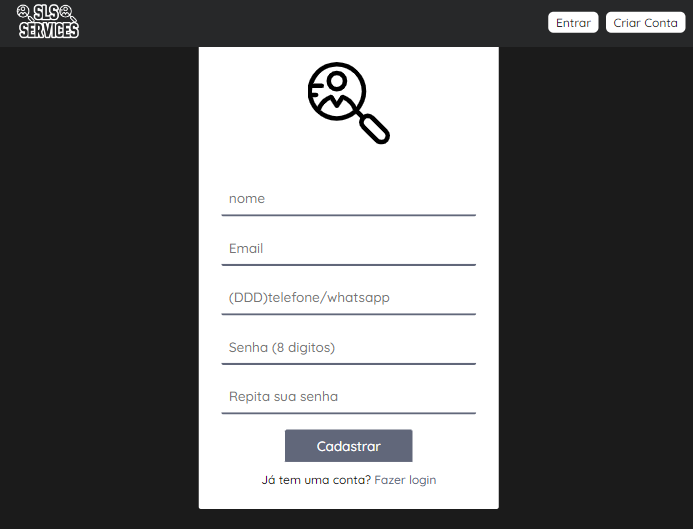 SLS
SERVICES
Entrar
Criar Conta
nome
Email
(DDD)telefone/whatsapp
Senha (8 digitos)
Repita sua senha
Cadastrar
Já tem uma conta? Fazer login